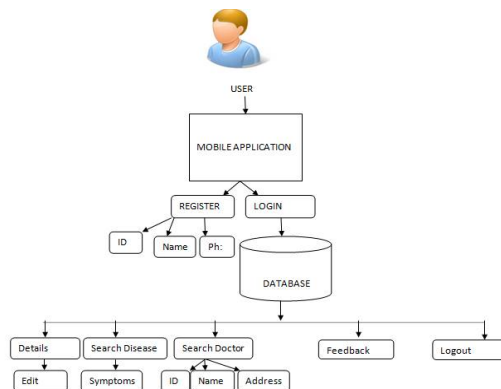 USER
MOBILE APPLICATION
REGISTER
LOGIN
ID
Name
Ph:
DATABASE
Details
Search Disease
Search Doctor
Feedback
Logout
Edit
Symptoms
ID
Name
Address